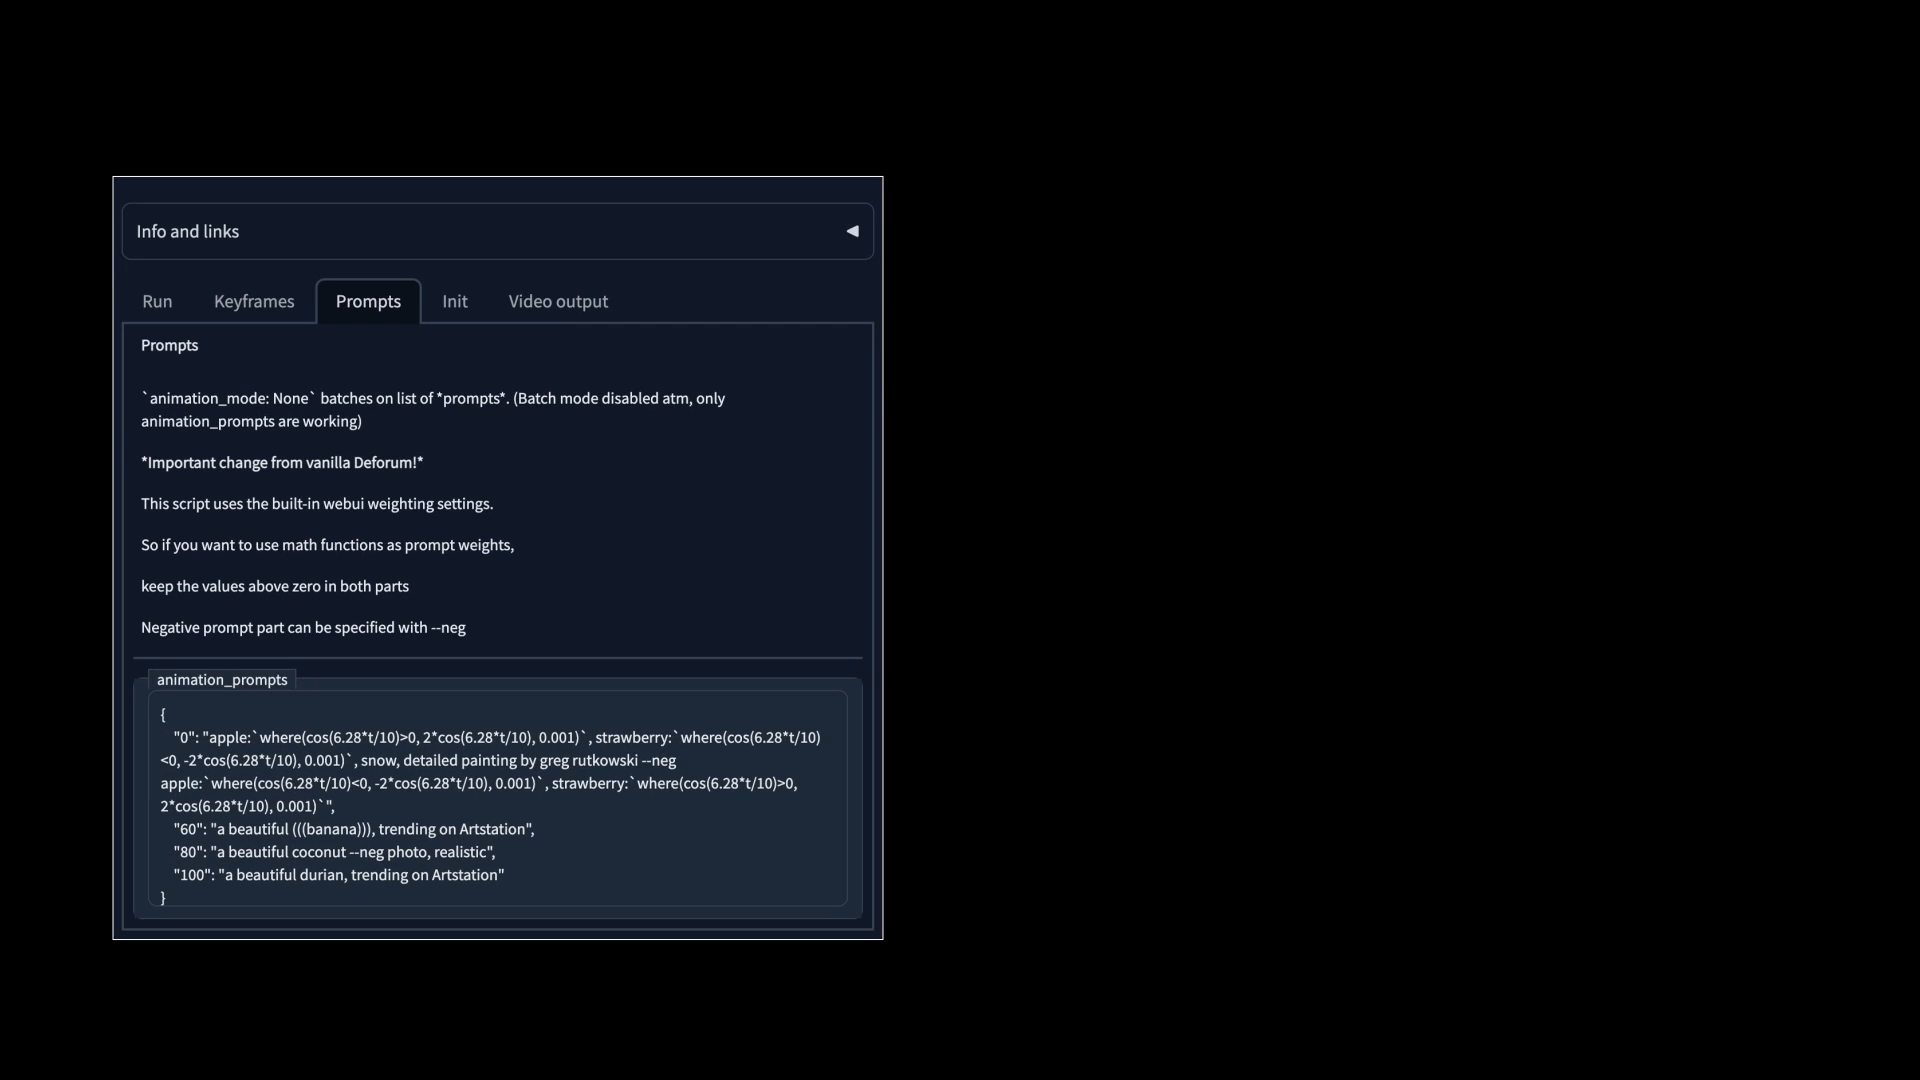 Info and links
Run Keyframes Prompts Init Video output
Prompts
`animation_mode: None` batches on list of *prompts*. (Batch mode disabled atm, only
animation_prompts are working)
*Important change from vanilla Deforum!*
This script uses the built-in webui weighting settings.
So if you want to use math functions as prompt weights,
keep the values above zero in both parts
Negative prompt part can be specified with --neg
animation_prompts
{
"0": "apple:`where(cos(6.28*t/10)>0, 2*cos(6.28*t/10), 0.001)`, strawberry:`where(cos(6.28*t/10)
<0, -2*cos(6.28*t/10), 0.001)`, snow, detailed painting by greg rutkowski --neg
apple:`where(cos(6.28*t/10)<0, -2*cos(6.28*t/10), 0.001)`, strawberry:`where(cos(6.28*t/10)>0,
2*cos(6.28*t/10), 0.001)`",
"60": "a beautiful (((banana))), trending on Artstation",
"80": "a beautiful coconut --neg photo, realistic",
"100": "a beautiful durian, trending on Artstation"
}